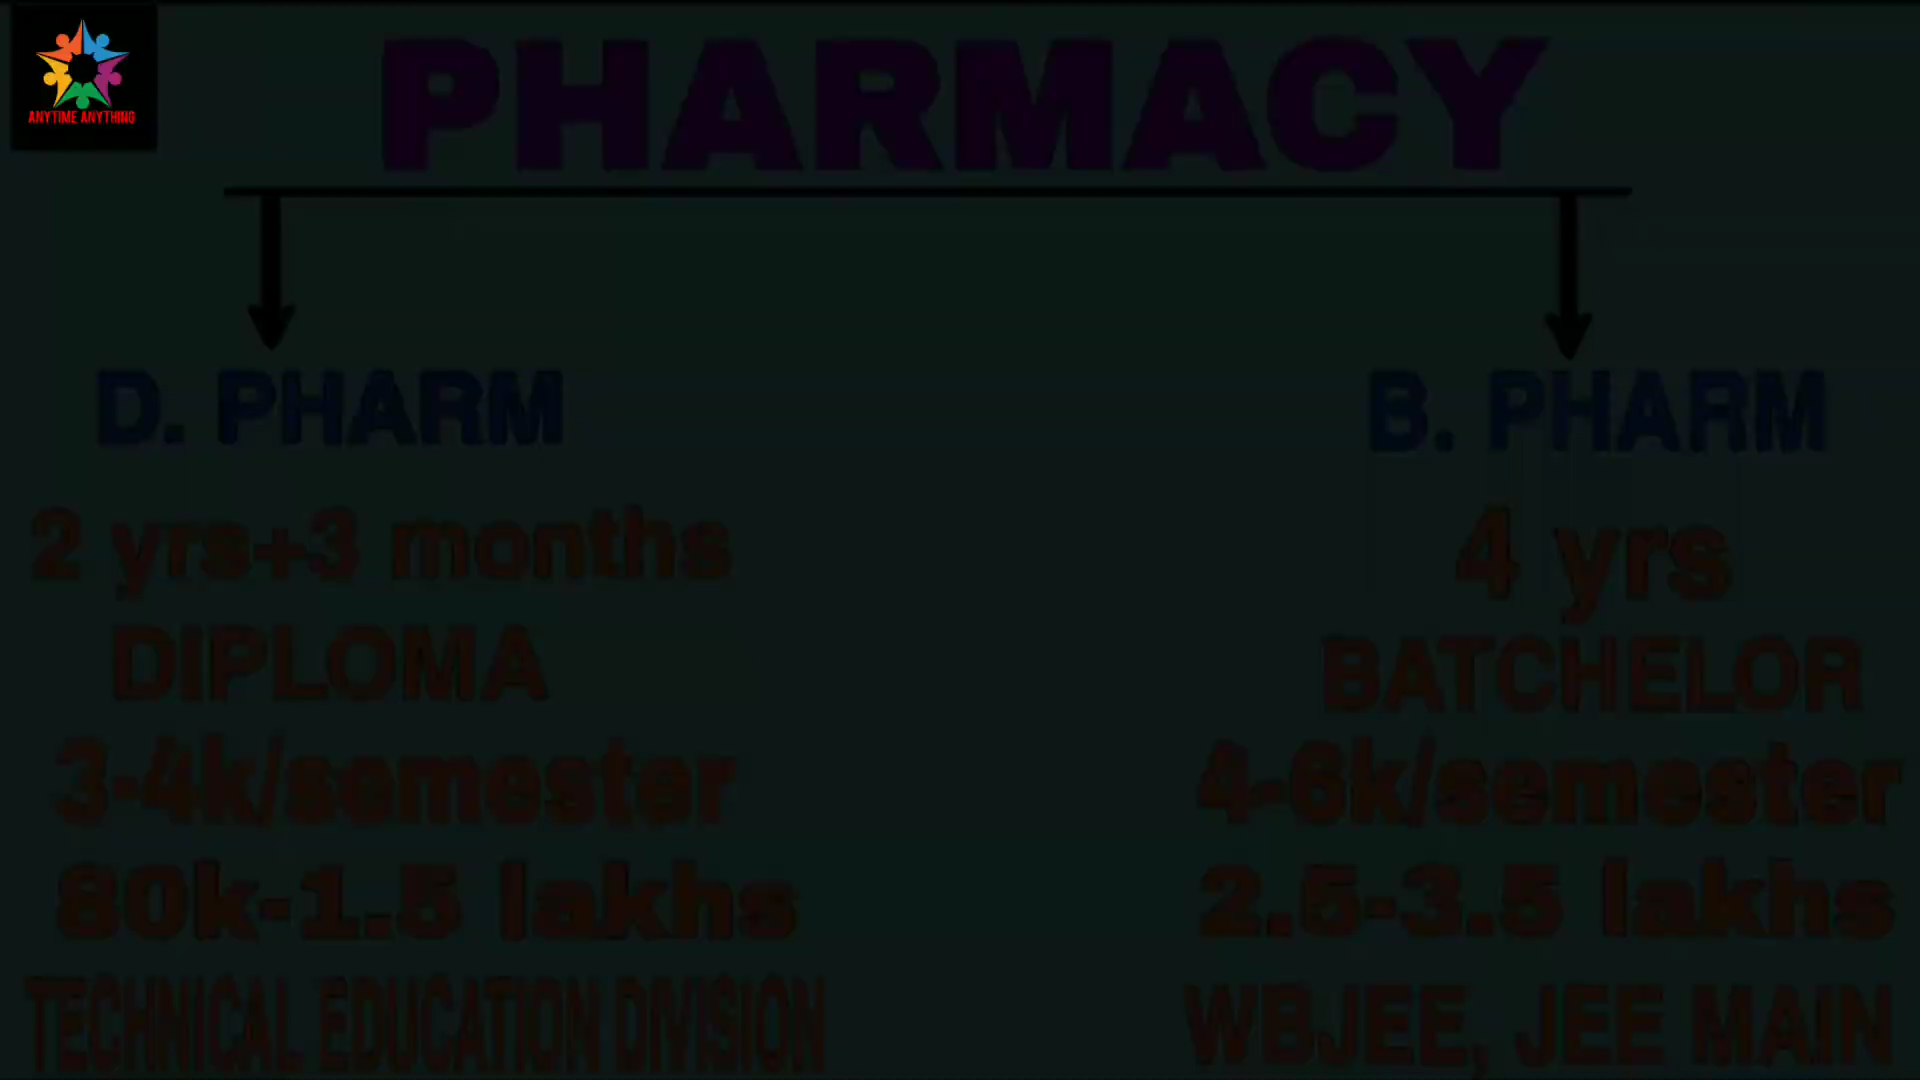 ANYTIME ANYTHING
PHARMACY
D. PHARM
2 yrs+3 months
DIPLOMA
3-4k/semester
80k-1.5 lakhs
TECHNICAL EDUCATION DIVISION
B. PHARM
4 yrs
BATCHELOR
4-6k/semester
2.5-3.5 lakhs
WBJEE, JEE MAIN